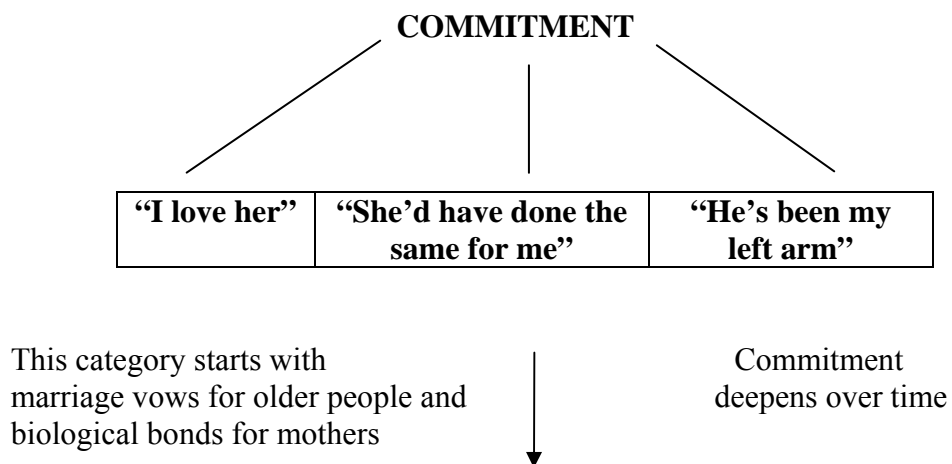 COMMITMENT
“I love her”
“She’d have done the
same for me”
“He’s been my
left arm”
This category starts with
marriage vows for older people and
biological bonds for mothers
Commitment
deepens over time